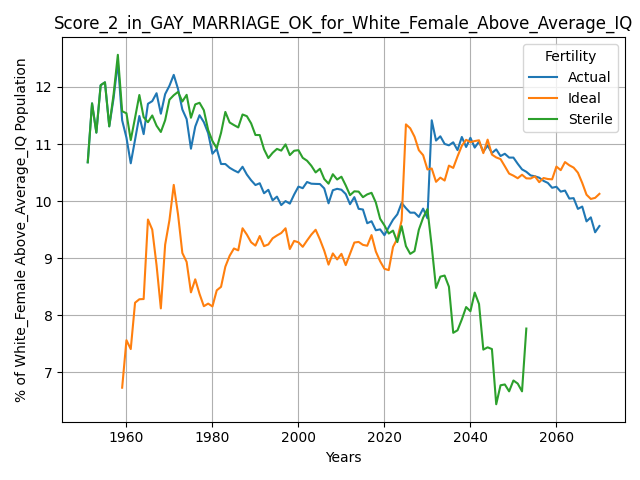 Score_2_in_GAY_MARRIAGE_OK_for_White_Female_Above_Average_IQ
Fertility
Actual
Ideal
Sterile
% of White_Female Above_Average_IQ Population
12
11
10
9
8
7
1960
1980
2000
2020
2040
2060
Years